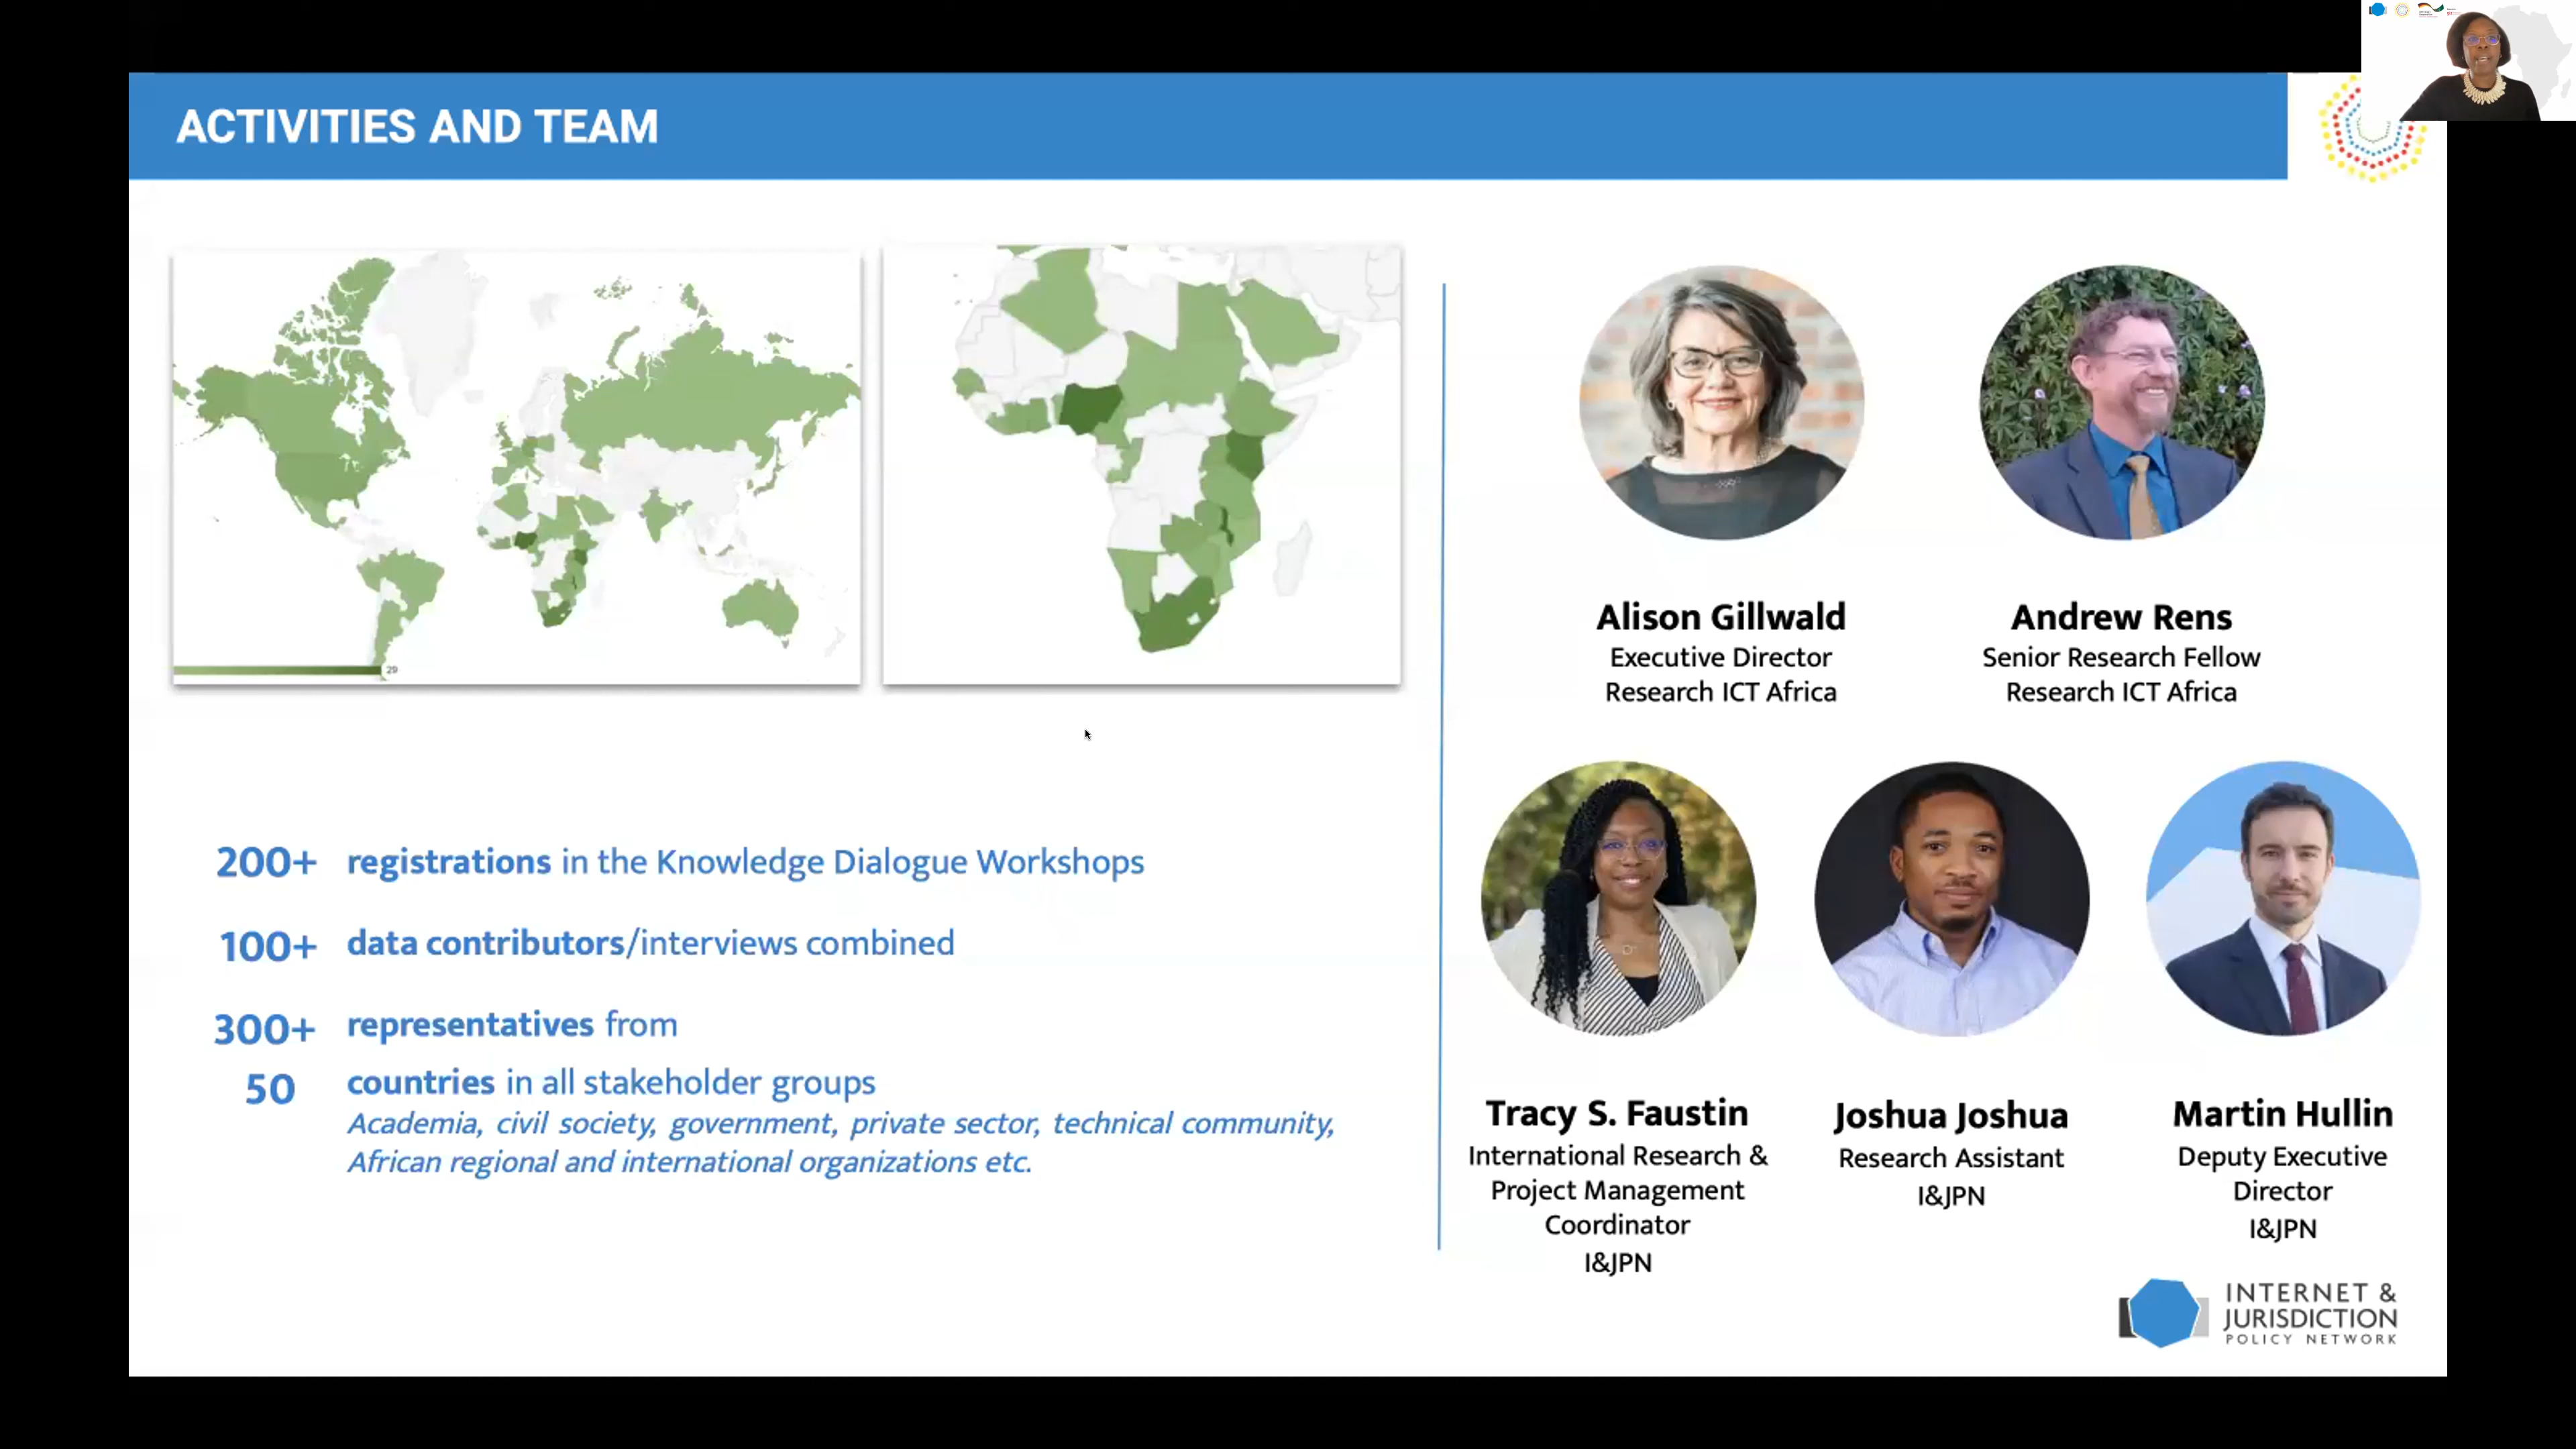 ACTIVITIES AND TEAM
29
200+ registrations in the Knowledge Dialogue Workshops
100+ data contributors/interviews combined
300+ representatives from
50 countries in all stakeholder groups
Academia, civil society, government, private sector, technical community,
African regional and international organizations etc.
Alison Gillwald
Executive Director
Research ICT Africa
Andrew Rens
Senior Research Fellow
Research ICT Africa
Tracy S. Faustin
International Research &
Project Management
Coordinator
I&JPN
Joshua Joshua
Research Assistant
I&JPN
Martin Hullin
Deputy Executive
Director
I&JPN
INTERNET &
JURISDICTION
POLICY NETWORK